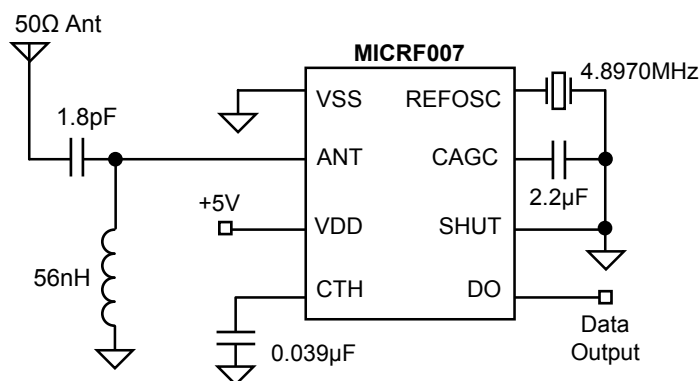 50Ω Ant
MICRF007
4.8970MHz
1.8pF
VSS
REFOSC
ANT
CAGC
2.2µF
+5V
VDD
SHUT
56nH
CTH
DO
0.039µF
Data
Output